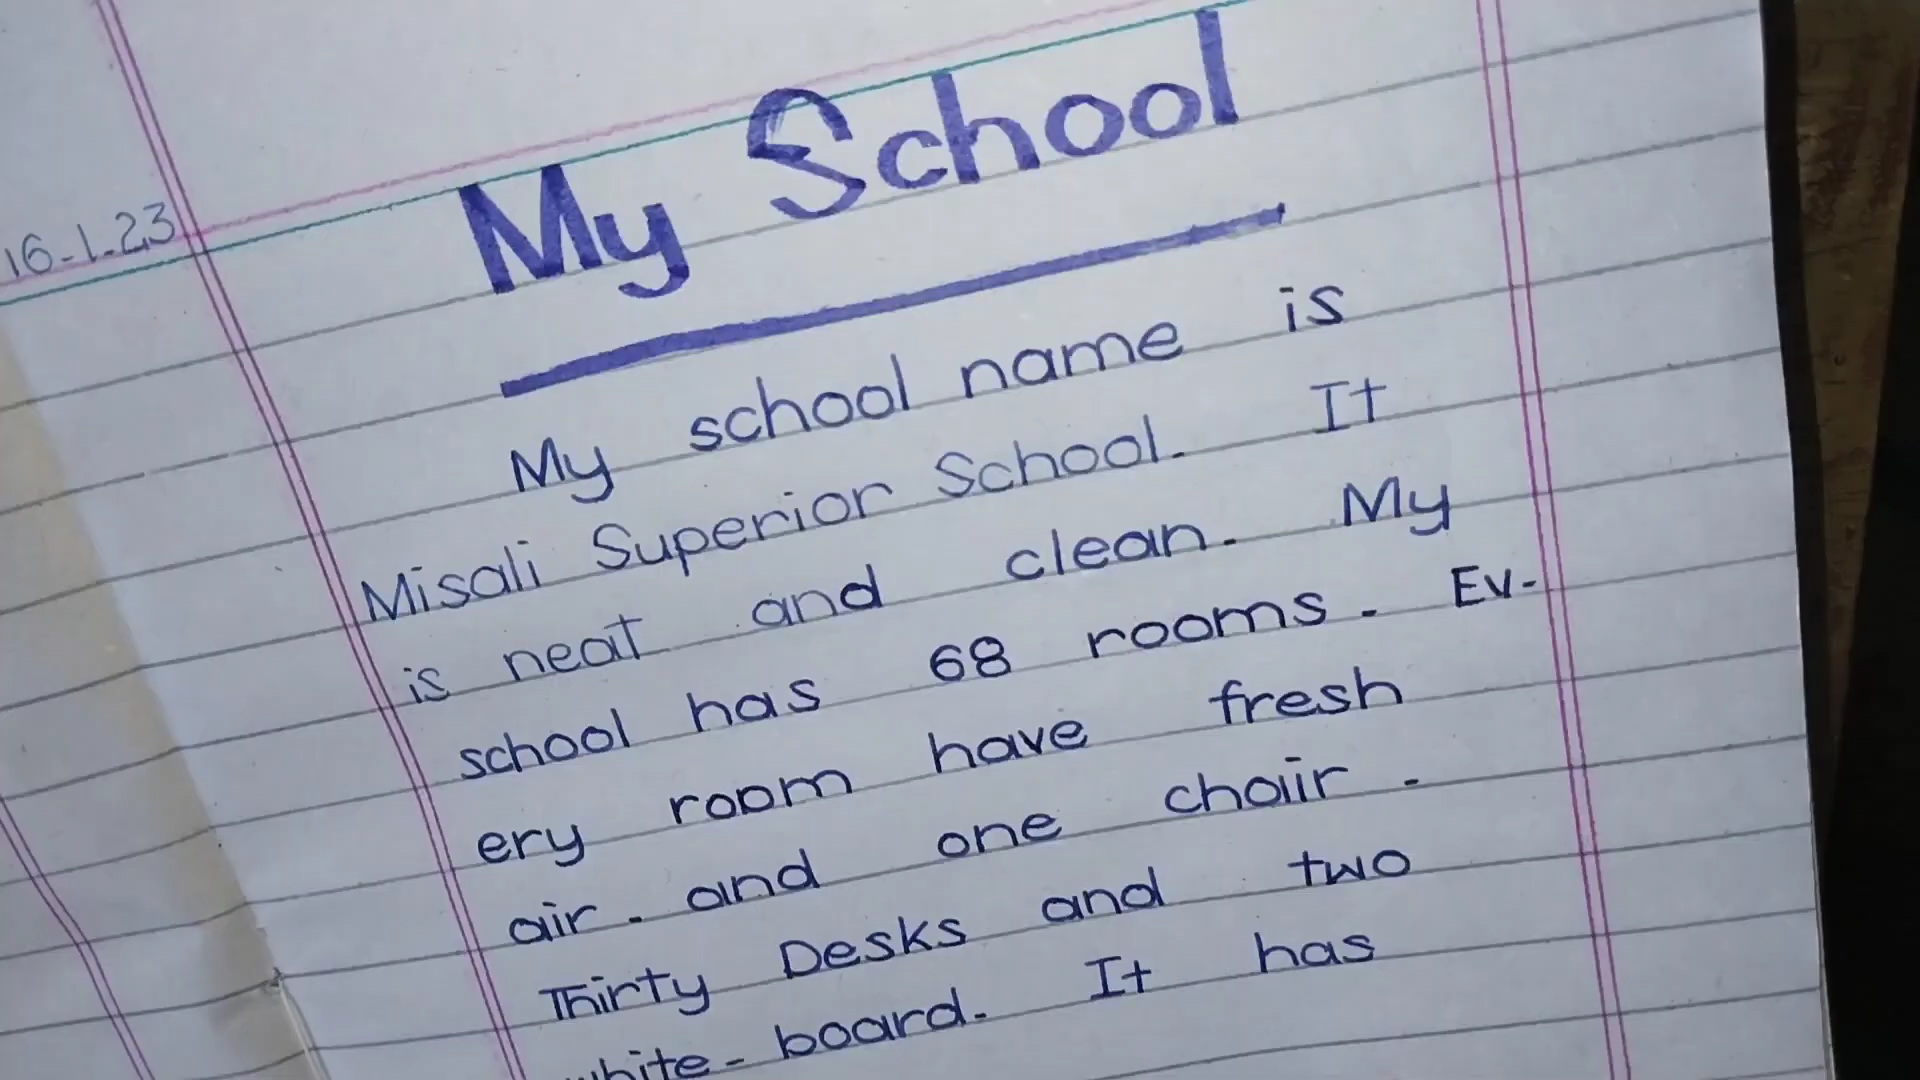 My School
16-1-23
My school name is
Misali Superior School. It
is neat and clean. My
school has 68 rooms. Ev-
ery room have fresh
air. and one chair.
Thirty Desks and two
white-board. It has